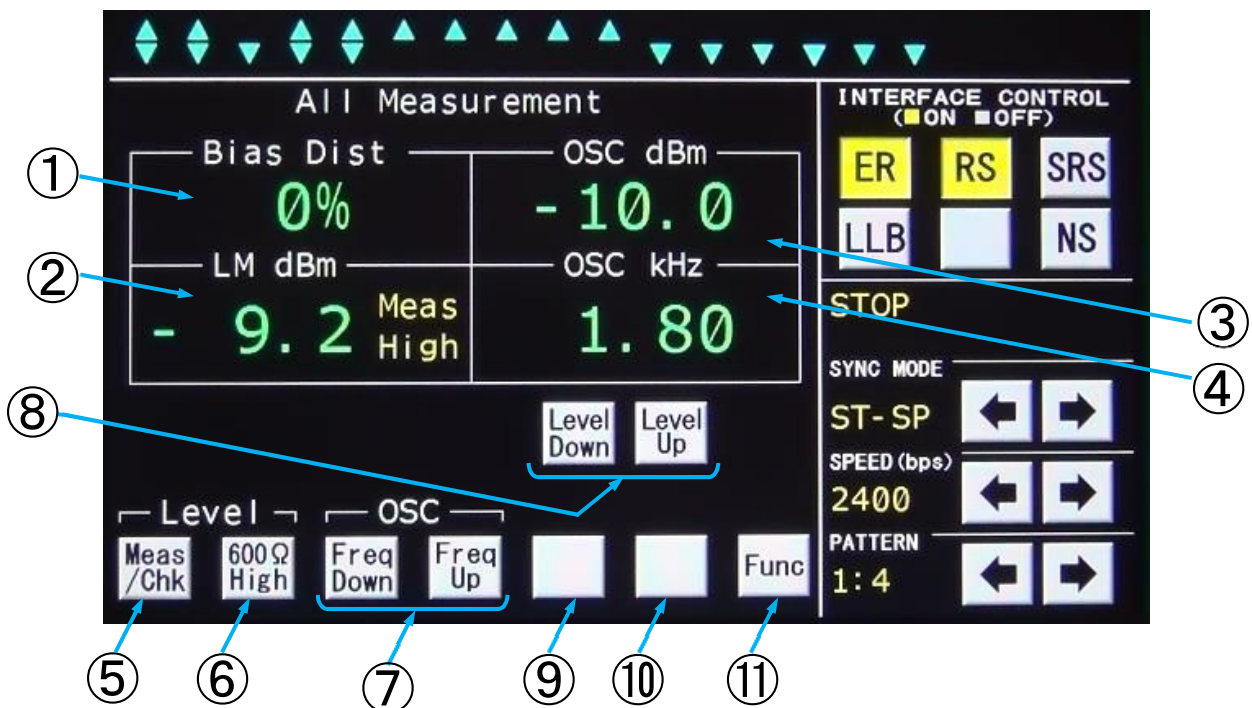 All Measurement
Bias Dist
0%
OSC dBm
-10.0
LM dBm
- 9.2 Meas High
OSC kHz
1.80
Level Down
Level Up
Level
OSC
Meas /Chk
600Ω High
Freq Down
Freq Up
Func
INTERFACE CONTROL
(■ON ■OFF)
ER RS SRS
LLB NS
STOP
SYNC MODE
ST-SP
SPEED(bps)
2400
PATTERN
1:4
①
②
③
④
⑧
⑤
⑥
⑦
⑨
⑩
⑪